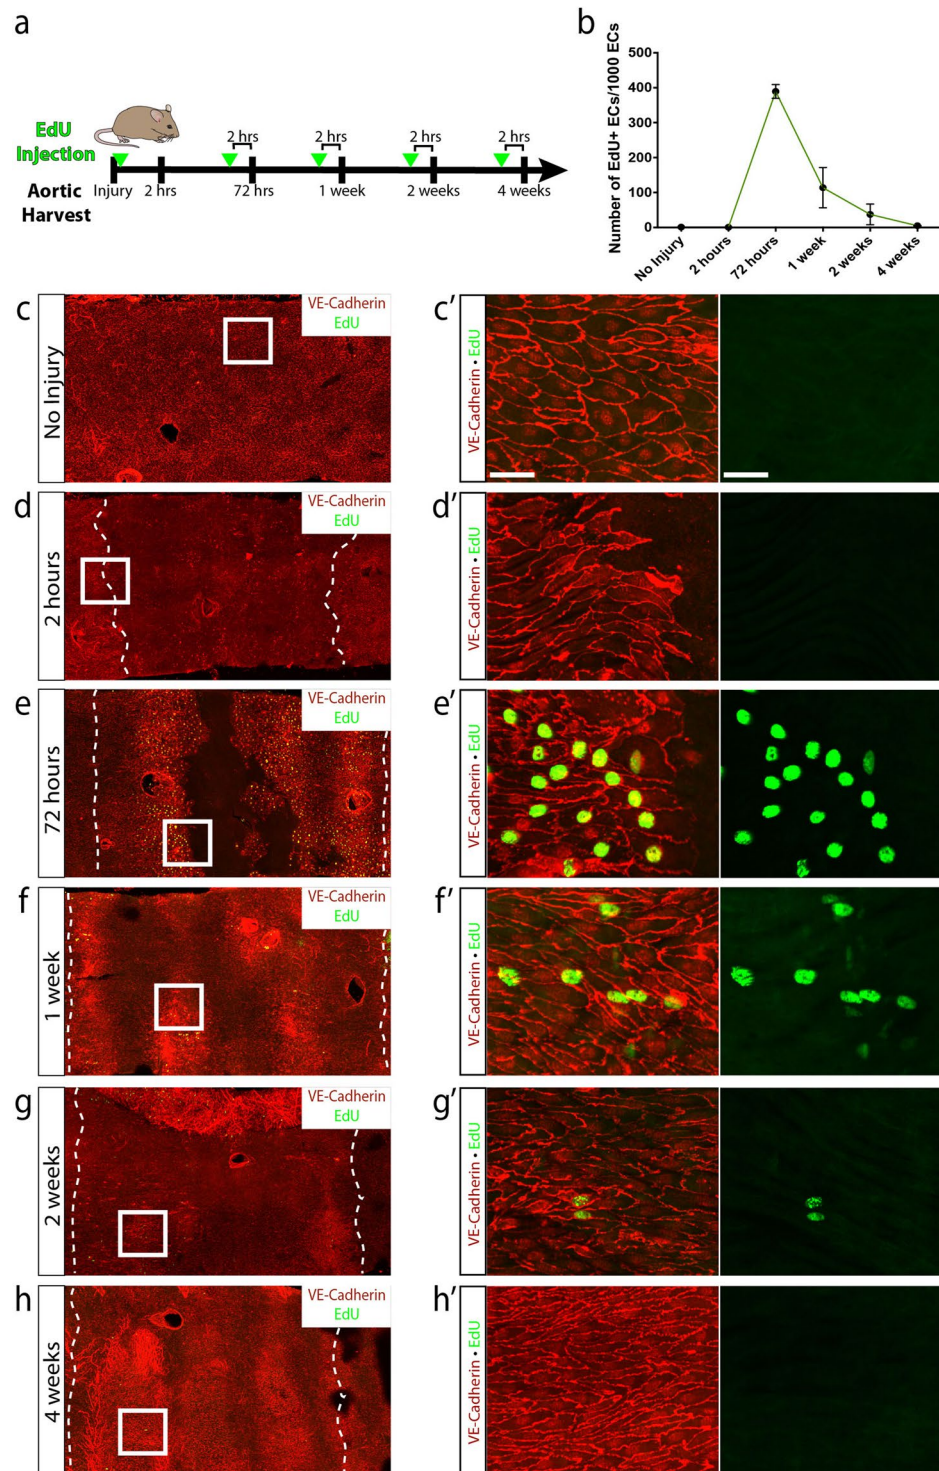 a
EdU
Injection
Aortic
Harvest
2 hrs
2 hrs
2 hrs
2 hrs
Injury
2 hrs
72 hrs
1 week
2 weeks
4 weeks
b
Number of EdU+ ECs/1000 ECs
500
400
300
200
100
0
No Injury
2 hours
72 hours
1 week
2 weeks
4 weeks
c
No Injury
VE-Cadherin
EdU
c'
VE-Cadherin • EdU
d
2 hours
VE-Cadherin
EdU
d'
VE-Cadherin • EdU
e
72 hours
VE-Cadherin
EdU
e'
VE-Cadherin • EdU
f
1 week
VE-Cadherin
EdU
f'
VE-Cadherin • EdU
g
2 weeks
VE-Cadherin
EdU
g'
VE-Cadherin • EdU
h
4 weeks
VE-Cadherin
EdU
h'
VE-Cadherin • EdU